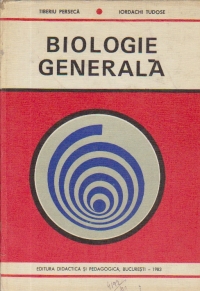 TIBERIU PERSECĂ • IORDACHI TUDOSE
BIOLOGIE
GENERALĂ
EDITURA DIDACTICĂ ȘI PEDAGOGICĂ, BUCUREȘTI - 1983